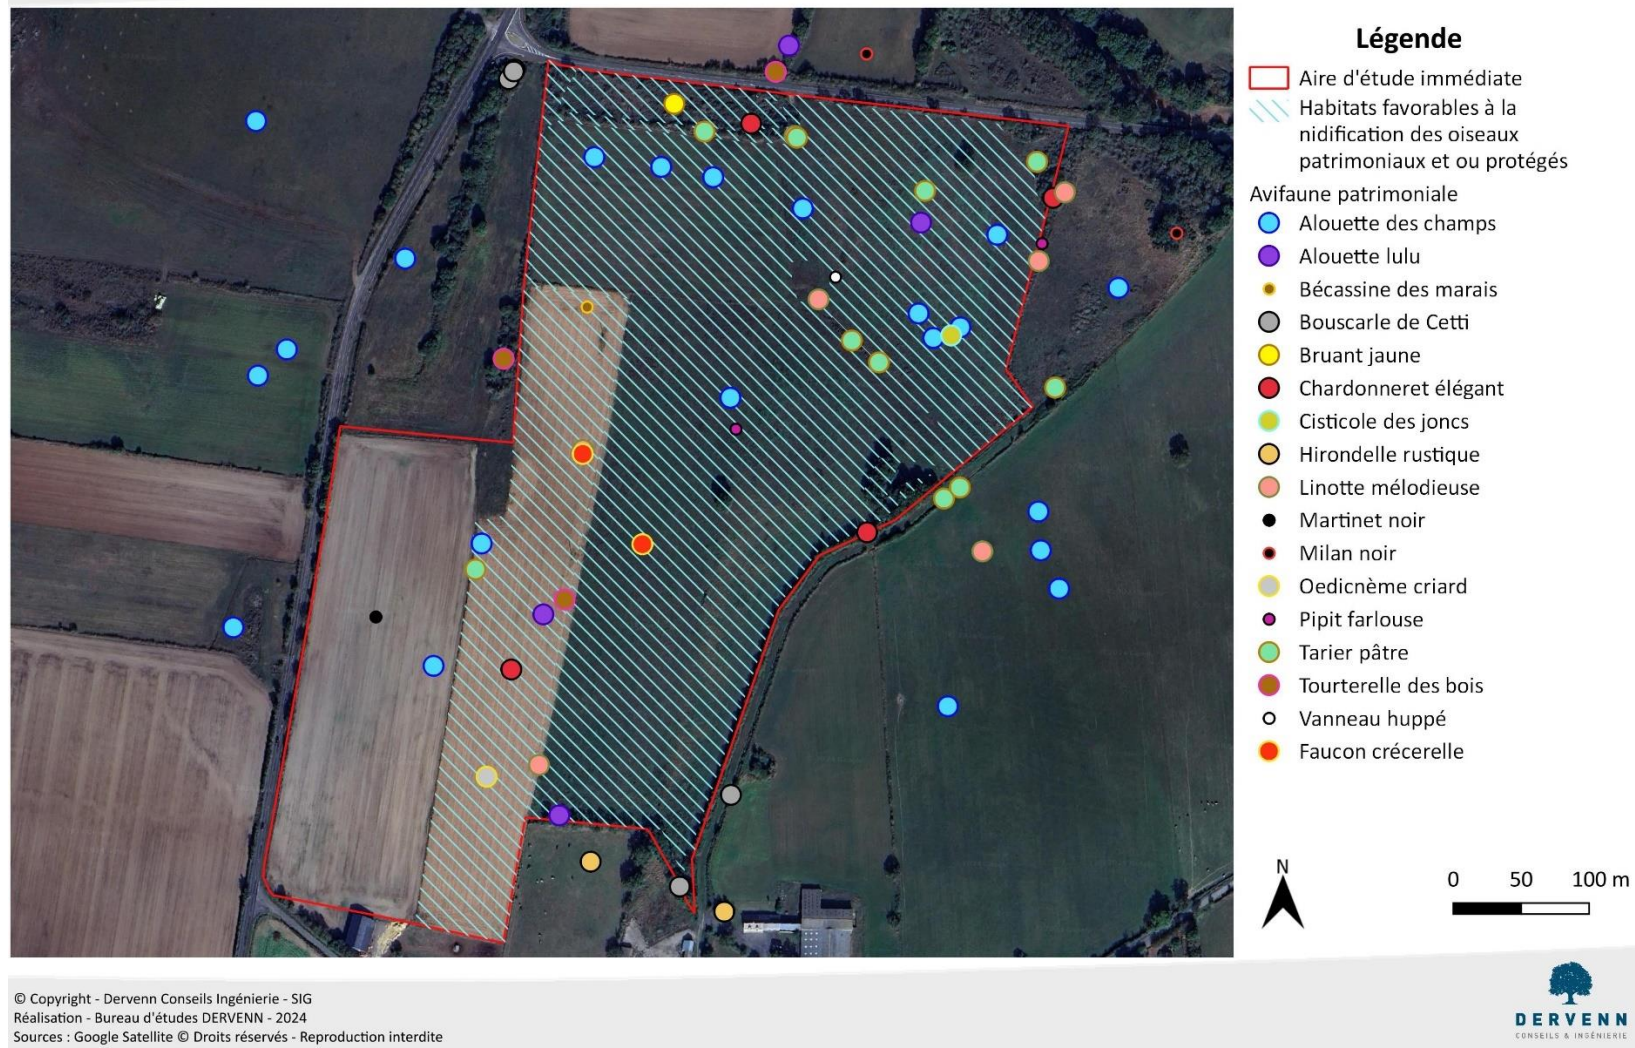 Légende
Aire d'étude immédiate
Habitats favorables à la
nidification des oiseaux
patrimoniaux et ou protégés
Avifaune patrimoniale
Alouette des champs
Alouette lulu
Bécassine des marais
Bouscarle de Cetti
Bruant jaune
Chardonneret élégant
Cisticole des joncs
Hirondelle rustique
Linotte mélodieuse
Martinet noir
Milan noir
Oedicnème criard
Pipit farlouse
Tarier pâtre
Tourterelle des bois
Vanneau huppé
Faucon crécerelle
N
0 50 100 m
© Copyright - Dervenn Conseils Ingénierie - SIG
Réalisation - Bureau d'études DERVENN - 2024
Sources : Google Satellite © Droits réservés - Reproduction interdite
DERVENN
CONSEILS & INGÉNIERIE